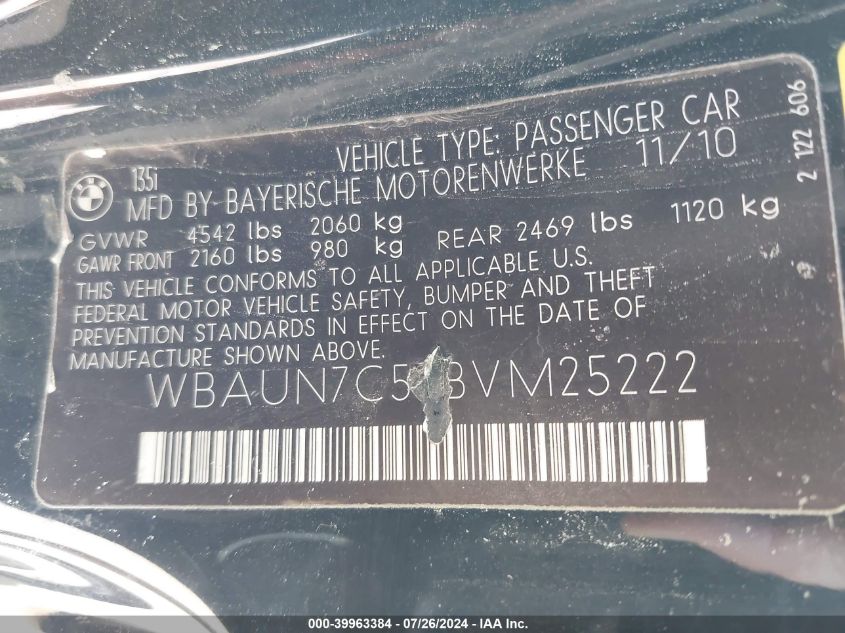 BMW
135i
VEHICLE TYPE: PASSENGER CAR
MFD BY BAYERISCHE MOTORENWERKE 11/10
GVWR 4542 lbs 2060 kg
GAWR FRONT 2160 lbs 980 kg REAR 2469 lbs 1120 kg
THIS VEHICLE CONFORMS TO ALL APPLICABLE U.S.
FEDERAL MOTOR VEHICLE SAFETY, BUMPER AND THEFT
PREVENTION STANDARDS IN EFFECT ON THE DATE OF
MANUFACTURE SHOWN ABOVE.
2 122 606
000-39963384 - 07/26/2024 - IAAI.com